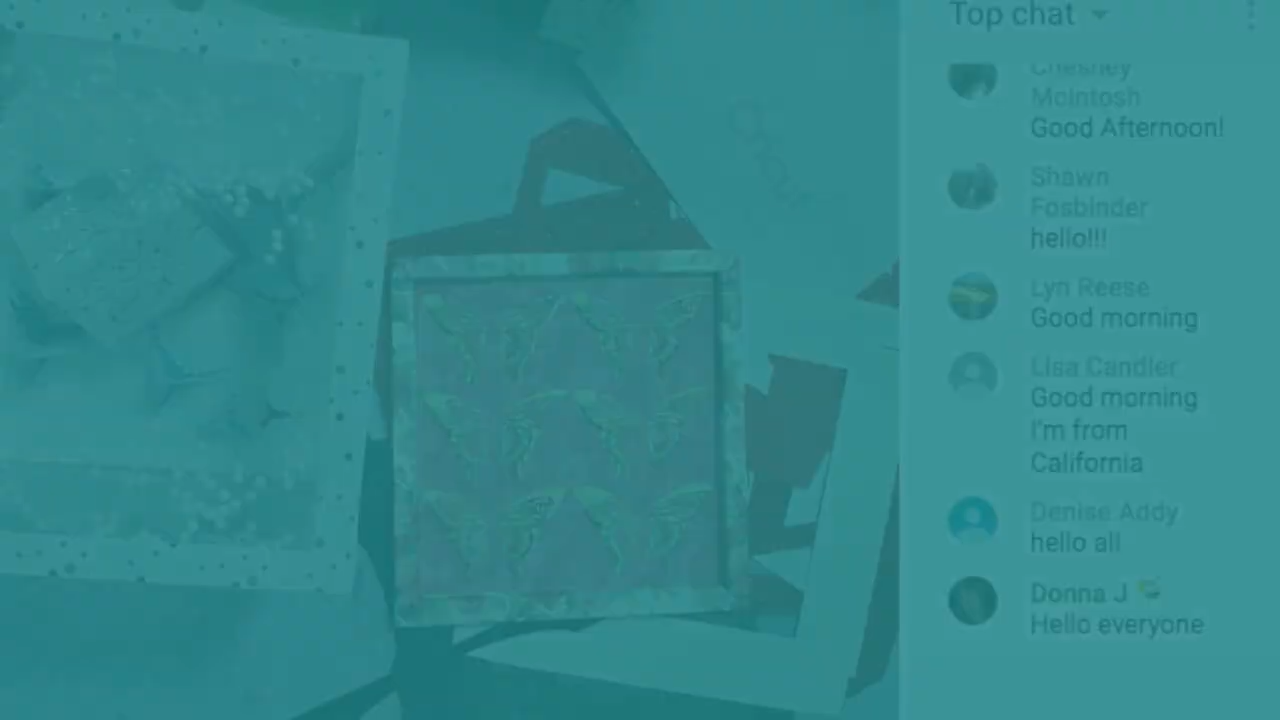 Top chat
Chesney
McIntosh
Good Afternoon!
Shawn
Fosbinder
hello!!!
Lyn Reese
Good morning
Lisa Candler
Good morning
I'm from
California
Denise Addy
hello all
Donna J
Hello everyone